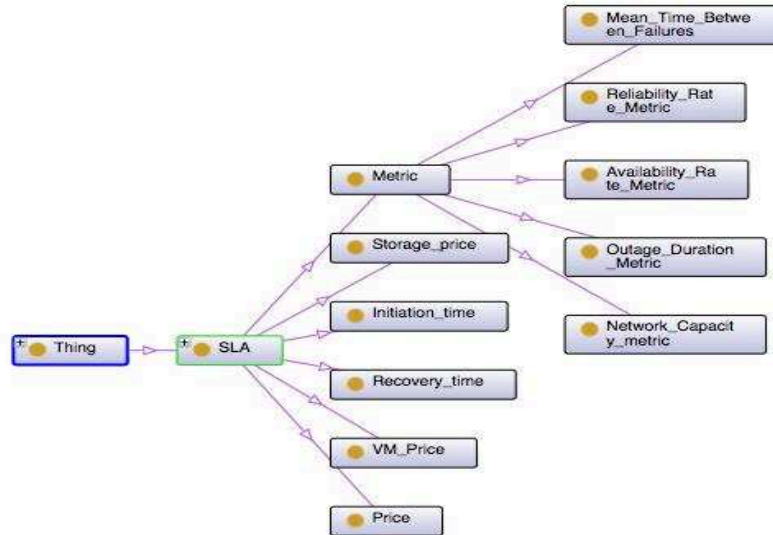 Mean_Time_Betwe
en_Failures
Reliability_Rat
e_Metric
Metric
Availability_Ra
te_Metric
Storage_price
Outage_Duration
_Metric
Initiation_time
Network_Capacit
y_metric
+ Thing
+ SLA
Recovery_time
VM_Price
Price